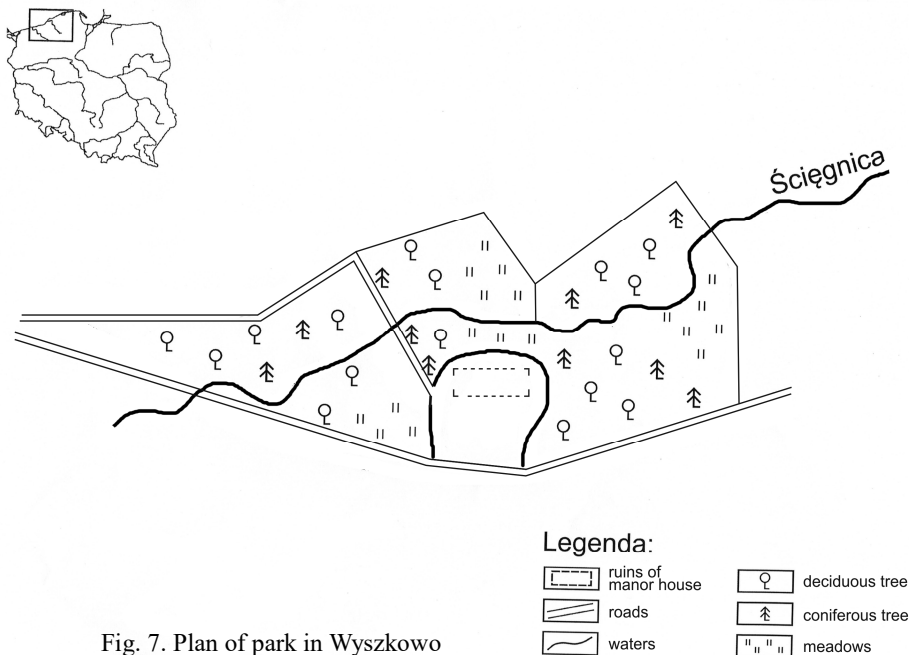 Ścięgnica
Legenda:
ruins of
manor house
roads
waters
deciduous tree
coniferous tree
meadows
Fig. 7. Plan of park in Wyszkowo